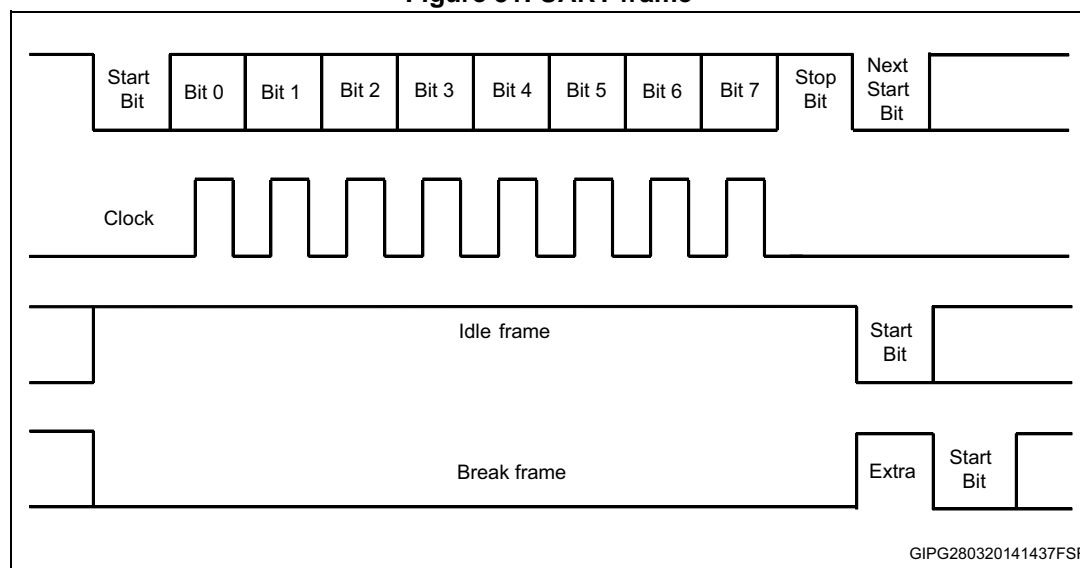 Start Bit Bit 0 Bit 1 Bit 2 Bit 3 Bit 4 Bit 5 Bit 6 Bit 7 Stop Bit Next Start Bit
Clock
Idle frame Start Bit
Break frame Extra Start Bit